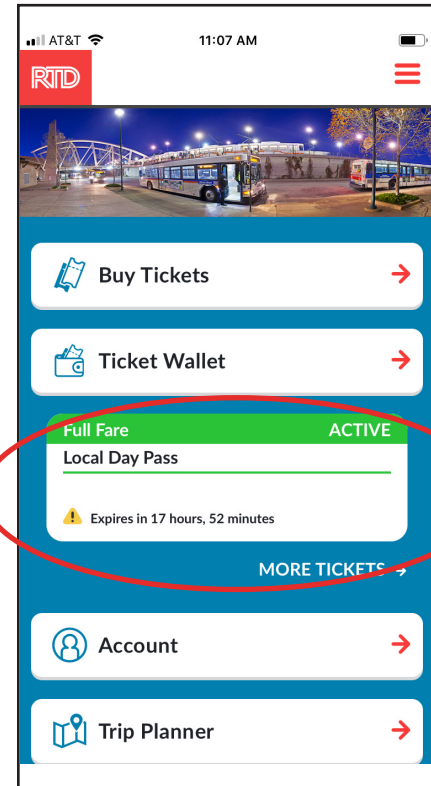 AT&T 11:07 AM
RTD
Buy Tickets
Ticket Wallet
Full Fare ACTIVE
Local Day Pass
Expires in 17 hours, 52 minutes
MORE TICKETS
Account
Trip Planner